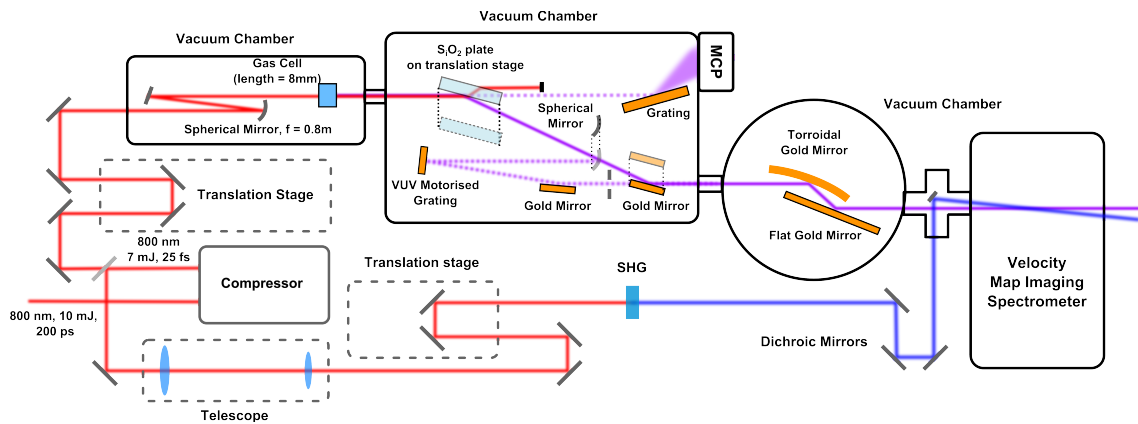 Vacuum Chamber
Vacuum Chamber
Gas Cell
(length = 8mm)
Spherical Mirror, f = 0.8m
SᵢO2 plate
on translation stage
MCP
Spherical
Mirror
Grating
VUV Motorised
Grating
Gold Mirror
Gold Mirror
Vacuum Chamber
Torroidal
Gold Mirror
Flat Gold Mirror
Translation Stage
800 nm
7 mJ, 25 fs
Compressor
800 nm, 10 mJ,
200 ps
Translation stage
SHG
Dichroic Mirrors
Velocity
Map Imaging
Spectrometer
Telescope